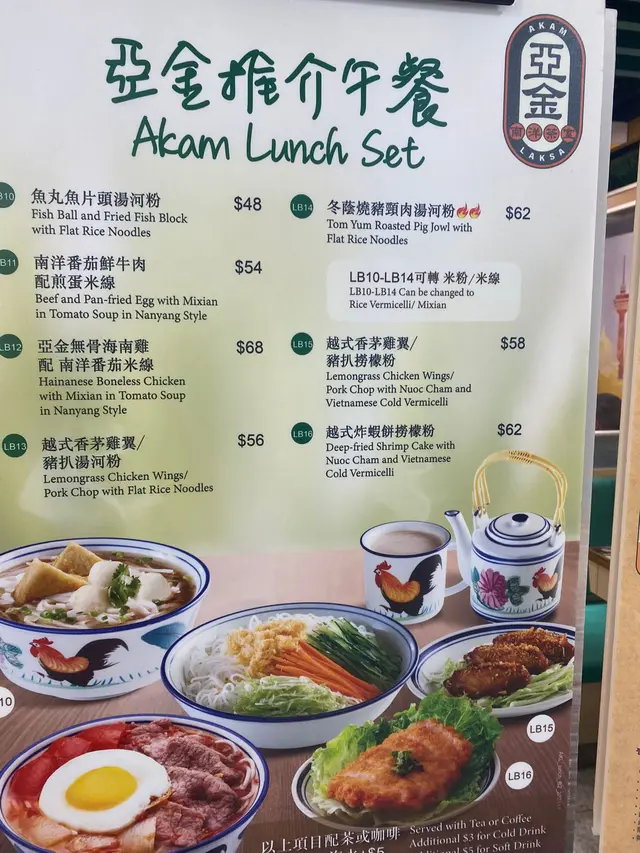 亞金推介午餐
Akam Lunch Set
AKAM
亞金
南洋茶室
LAKSA
LB10
魚丸魚片頭湯河粉
$48
Fish Ball and Fried Fish Block
with Flat Rice Noodles
LB11
南洋番茄鮮牛肉
配煎蛋米線
$54
Beef and Pan-fried Egg with Mixian
in Tomato Soup in Nanyang Style
LB12
亞金無骨海南雞
配 南洋番茄米線
$68
Hainanese Boneless Chicken
with Mixian in Tomato Soup
in Nanyang Style
LB13
越式香茅雞翼/
豬扒湯河粉
$56
Lemongrass Chicken Wings/
Pork Chop with Flat Rice Noodles
LB14
冬蔭燒豬頸肉湯河粉
$62
Tom Yum Roasted Pig Jowl with
Flat Rice Noodles
LB10-LB14可轉 米粉/米線
LB10-LB14 Can be changed to
Rice Vermicelli/ Mixian
LB15
越式香茅雞翼/
豬扒撈檬粉
$58
Lemongrass Chicken Wings/
Pork Chop with Nuoc Cham and
Vietnamese Cold Vermicelli
LB16
越式炸蝦餅撈檬粉
$62
Deep-fried Shrimp Cake with
Nuoc Cham and Vietnamese
Cold Vermicelli
10
LB15
LB16
以上項目配茶或咖啡
Served with Tea or Coffee
Additional $3 for Cold Drink
$5 for Soft Drink
+$5